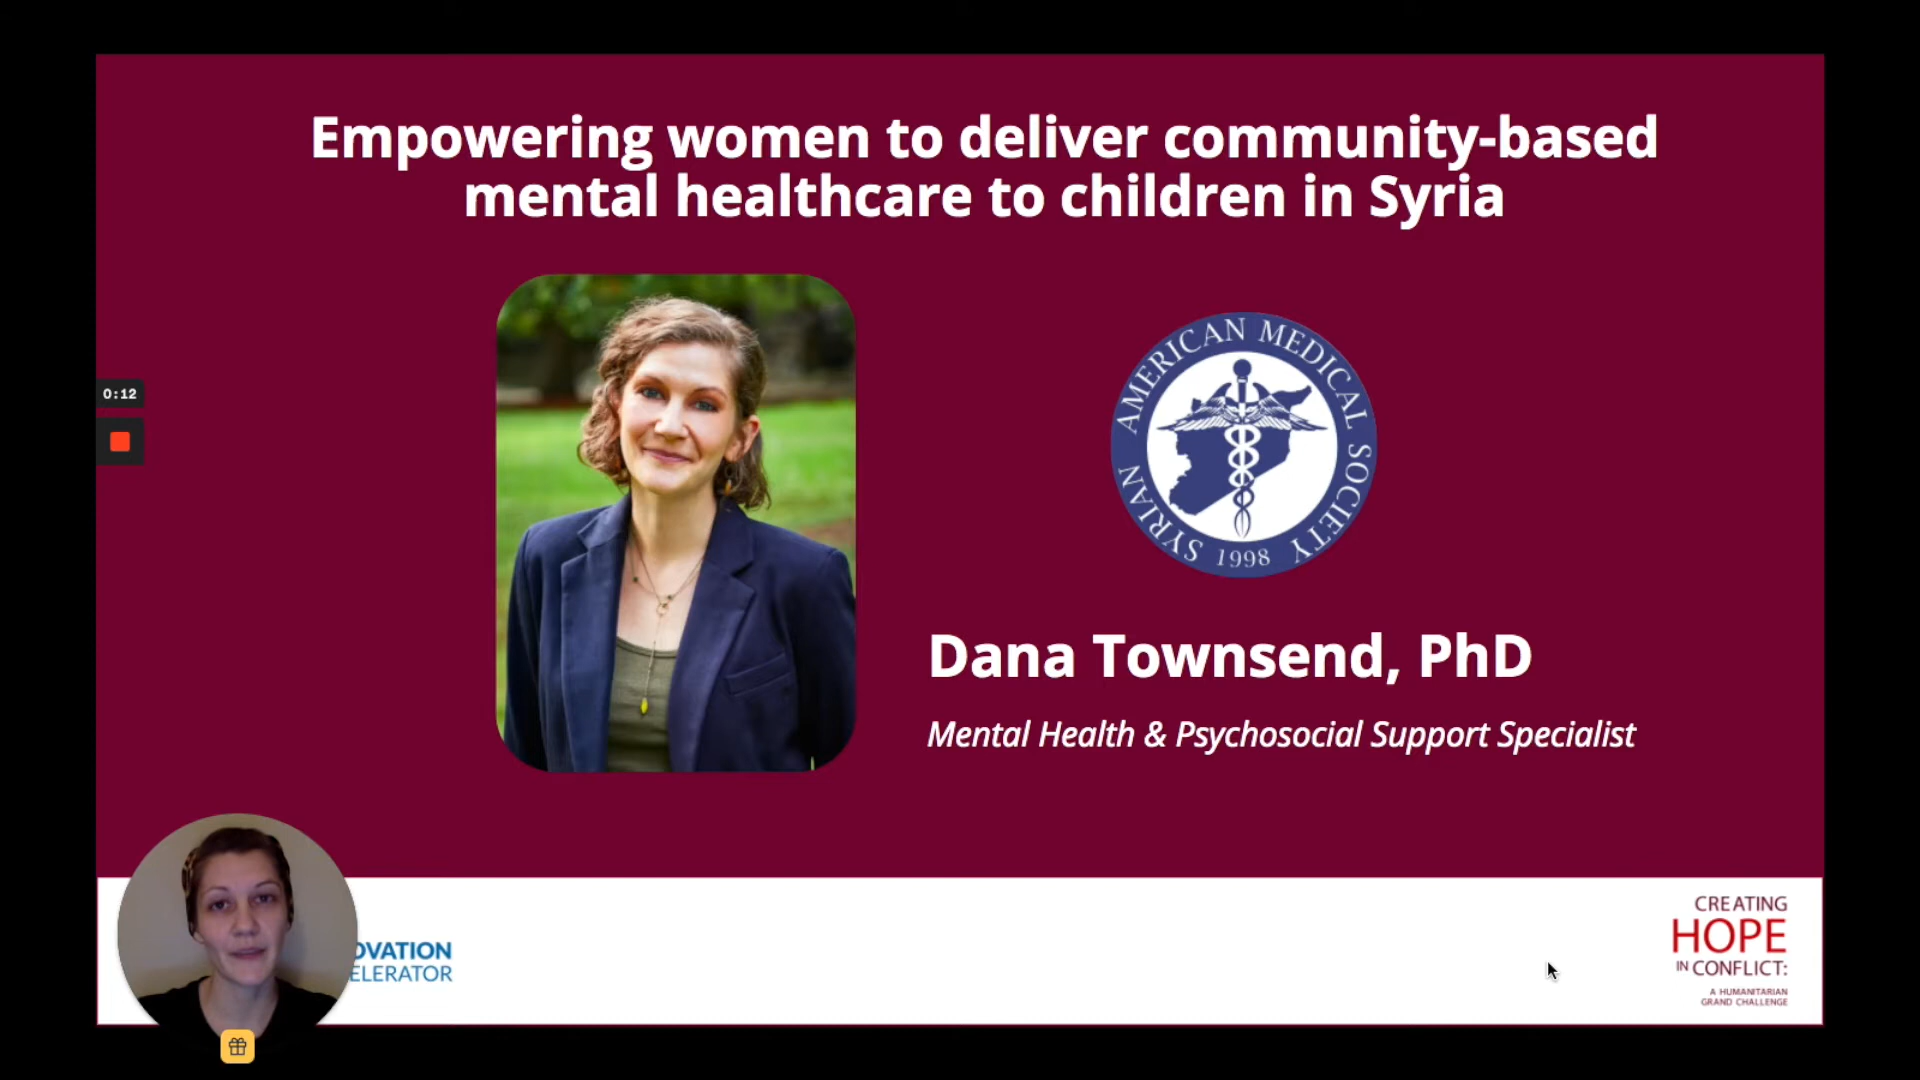 Empowering women to deliver community-based
mental healthcare to children in Syria
0:12
SYRIAN AMERICAN MEDICAL SOCIETY
1998
Dana Townsend, PhD
Mental Health & Psychosocial Support Specialist
OVATION
ELERATOR
CREATING
HOPE
IN CONFLICT:
A HUMANITARIAN
GRAND CHALLENGE